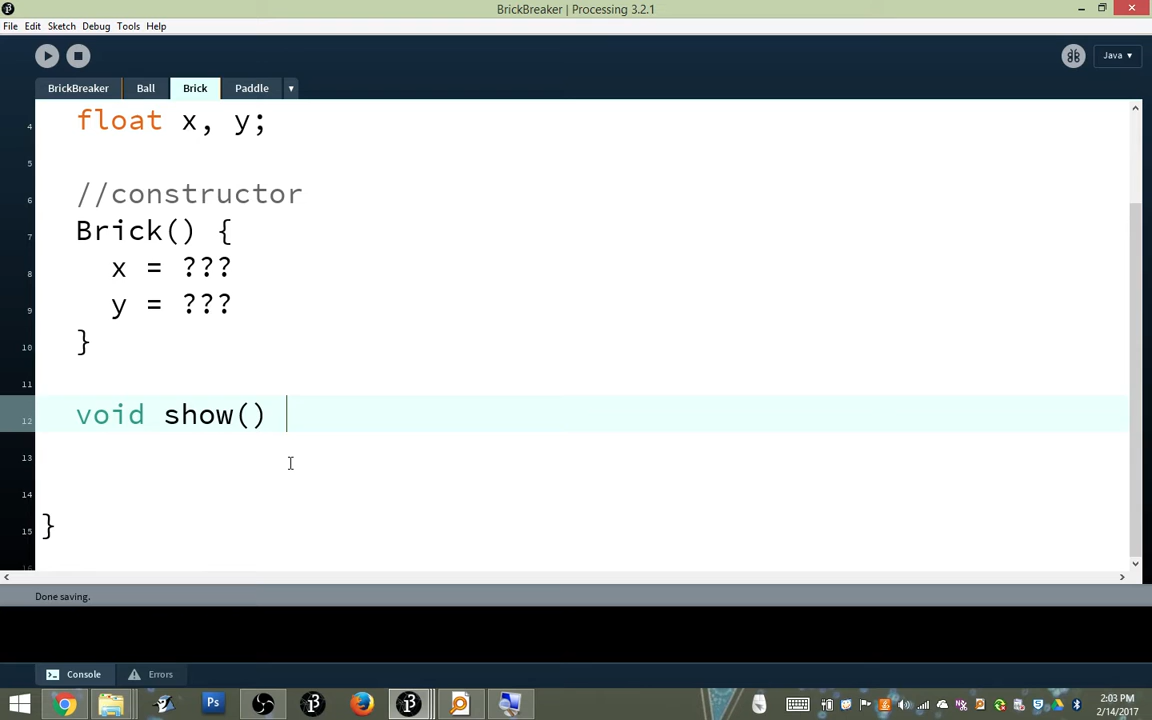 BrickBreaker | Processing 3.2.1
File Edit Sketch Debug Tools Help
Java ▾
BrickBreaker Ball Brick Paddle ▾
4 float x, y;
5
6 //constructor
7 Brick() {
8 x = ???
9 y = ???
10 }
11
12 void show()
13
14
15 }
Done saving.
Console Errors
Ps
2:03 PM
2/14/2017